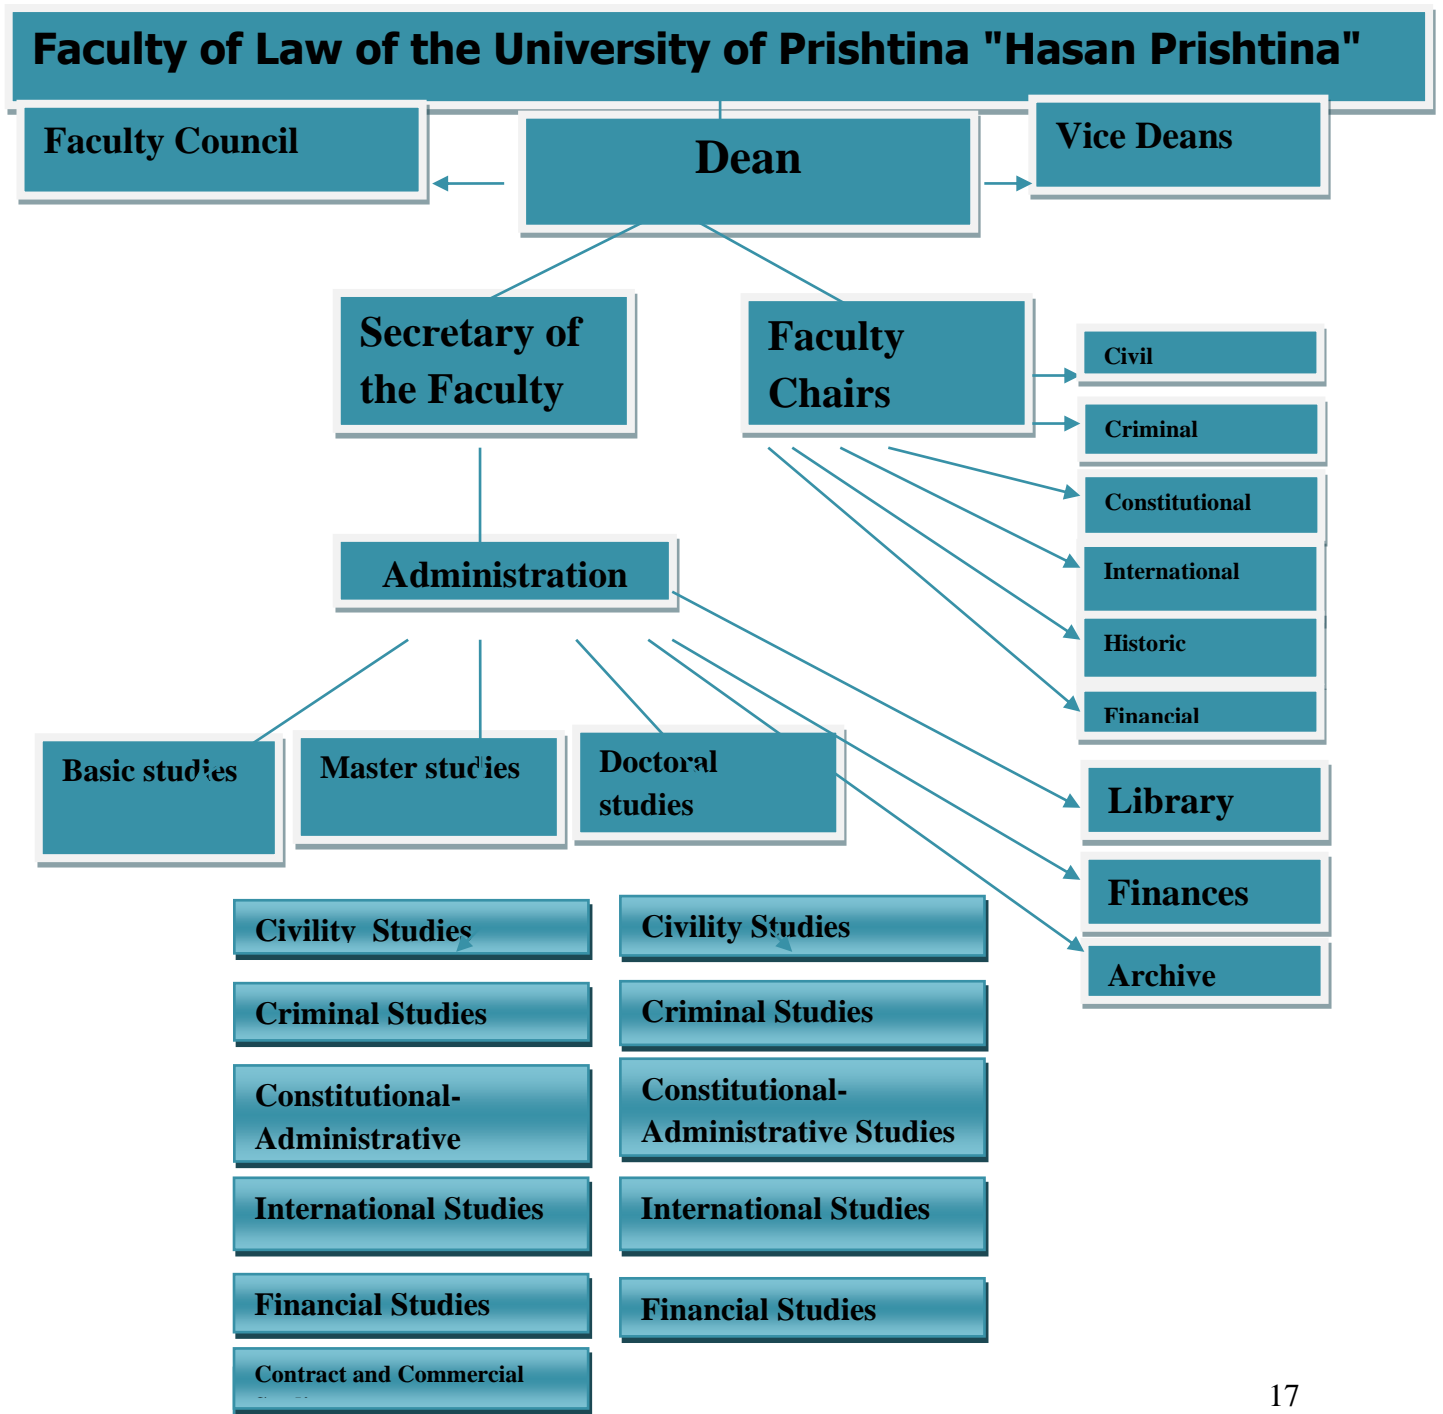 Faculty of Law of the University of Prishtina "Hasan Prishtina"
Faculty Council
Dean
Vice Deans
Secretary of
the Faculty
Faculty
Chairs
Civil
Criminal
Constitutional
International
Historic
Financial
Administration
Basic studies
Master studies
Doctoral
studies
Library
Finances
Archive
Civility Studies
Criminal Studies
Constitutional-
Administrative
International Studies
Financial Studies
Contract and Commercial
Civility Studies
Criminal Studies
Constitutional-
Administrative Studies
International Studies
Financial Studies
17